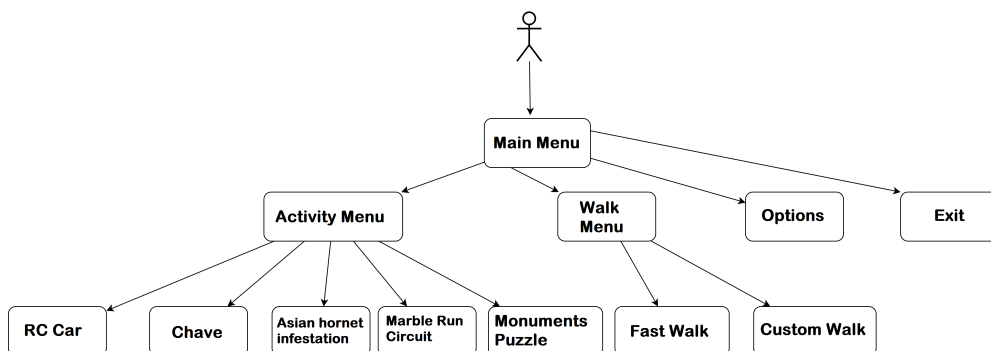 Main Menu
Activity Menu
Walk
Menu
Options
Exit
RC Car
Chave
Asian hornet
infestation
Marble Run
Circuit
Monuments
Puzzle
Fast Walk
Custom Walk